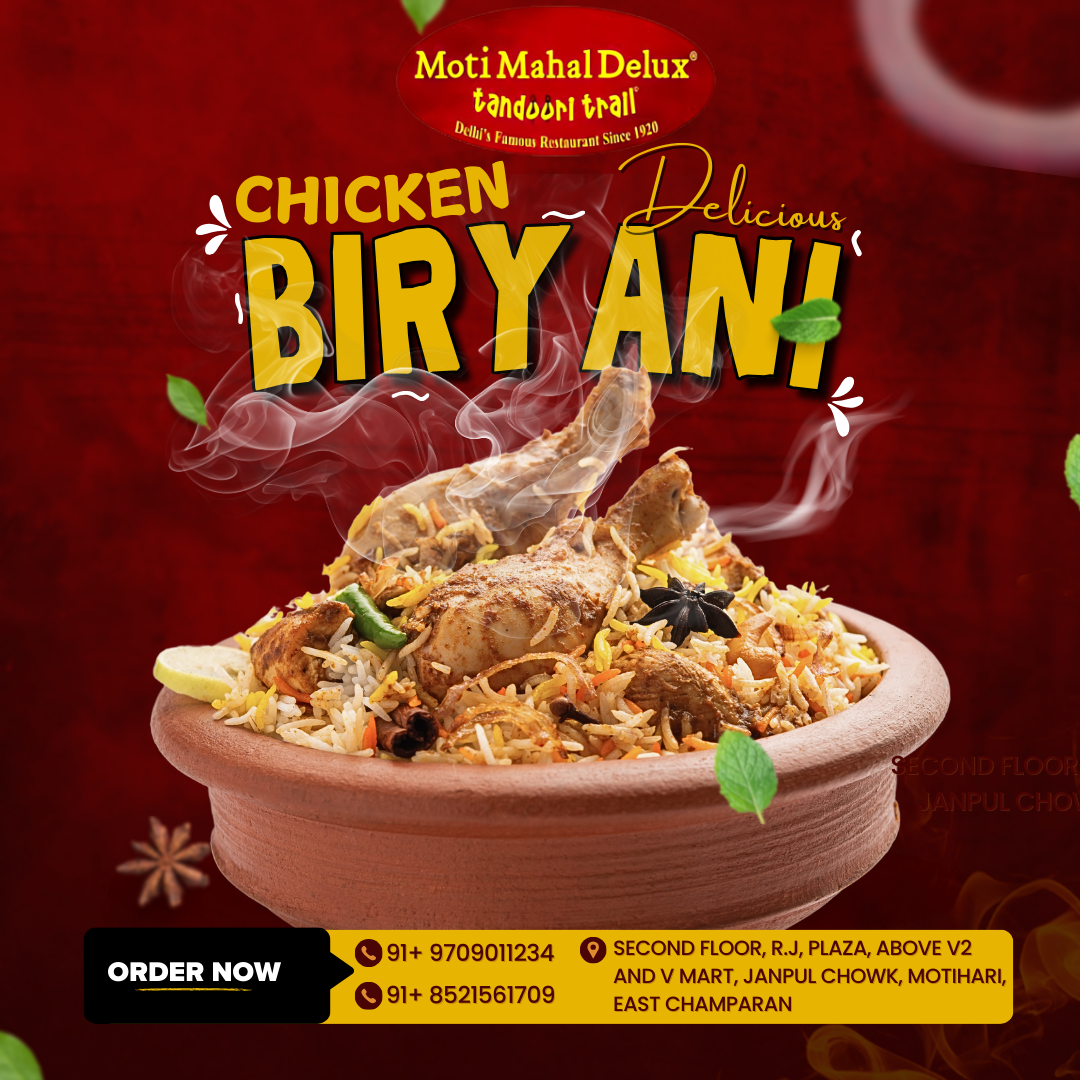 Moti Mahal Delux®
tandoori trail®
Delhi's Famous Restaurant Since 1920
CHICKEN
Delicious
BIRYANI
SECOND FLOOR
JANPUL CHOW
ORDER NOW
91+ 9709011234
91+ 8521561709
SECOND FLOOR, R.J, PLAZA, ABOVE V2
AND V MART, JANPUL CHOWK, MOTIHARI,
EAST CHAMPARAN